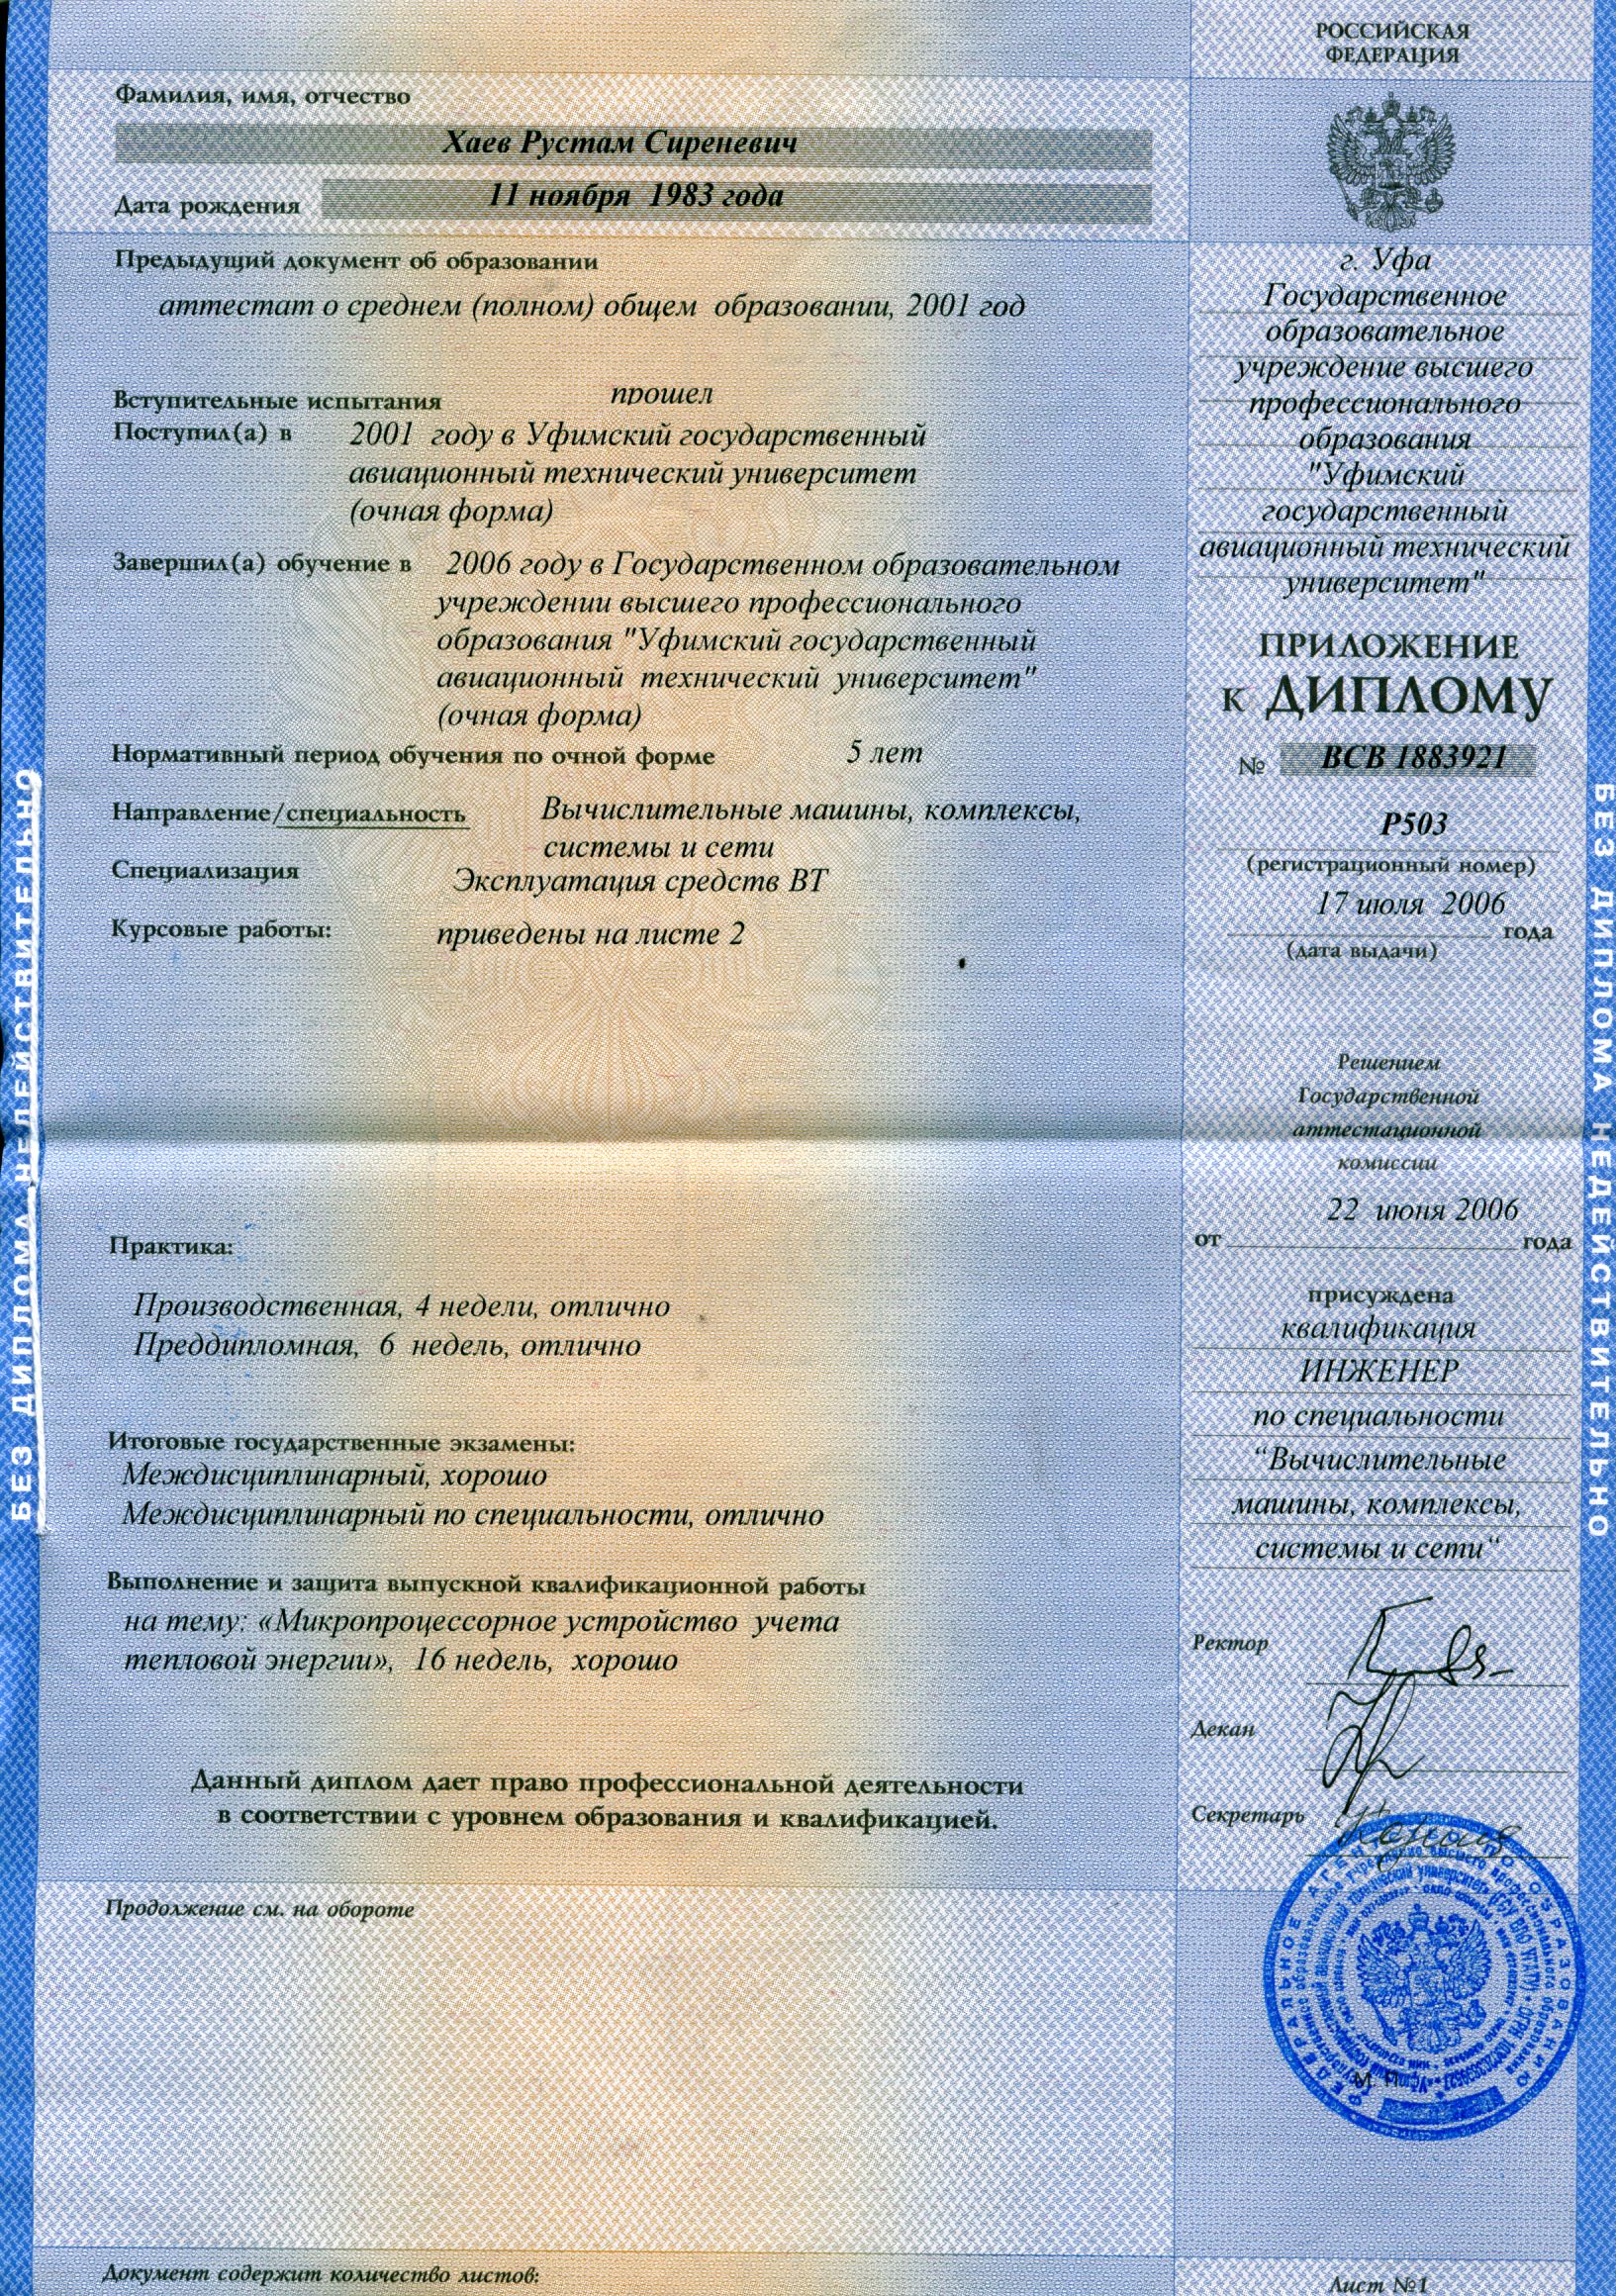 РОССИЙСКАЯ
ФЕДЕРАЦИЯ
Фамилия, имя, отчество
Хаев Рустам Сиреневич
Дата рождения 11 ноября 1983 года
Предыдущий документ об образовании
аттестат о среднем (полном) общем образовании, 2001 год
Вступительные испытания прошел
Поступил(а) в 2001 году в Уфимский государственный
авиационный технический университет
(очная форма)
Завершил(а) обучение в 2006 году в Государственном образовательном
учреждении высшего профессионального
образования "Уфимский государственный
авиационный технический университет"
(очная форма)
Нормативный период обучения по очной форме 5 лет
Направление/специальность Вычислительные машины, комплексы,
системы и сети
Специализация Эксплуатация средств ВТ
Курсовые работы: приведены на листе 2
Практика:
Производственная, 4 недели, отлично
Преддипломная, 6 недель, отлично
Итоговые государственные экзамены:
Междисциплинарный, хорошо
Междисциплинарный по специальности, отлично
Выполнение и защита выпускной квалификационной работы
на тему: «Микропроцессорное устройство учета
тепловой энергии», 16 недель, хорошо
Данный диплом дает право профессиональной деятельности
в соответствии с уровнем образования и квалификацией.
Продолжение см. на обороте
Документ содержит количество листов:
г. Уфа
Государственное
образовательное
учреждение высшего
профессионального
образования
"Уфимский
государственный
авиационный технический
университет"
ПРИЛОЖЕНИЕ
К ДИПЛОМУ
№ ВСВ 1883921
Р503
(регистрационный номер)
17 июля 2006
года
(дата выдачи)
Решением
Государственной
аттестационной
комиссии
22 июня 2006
от года
присуждена
квалификация
ИНЖЕНЕР
по специальности
“Вычислительные
машины, комплексы,
системы и сети“
Ректор
Декан
Секретарь
ФЕДЕРАЛЬНОЕ АГЕНТСТВО ПО ОБРАЗОВАНИЮ
М. П.
Лист №1
БЕЗ ДИПЛОМА НЕДЕЙСТВИТЕЛЬНО
БЕЗ ДИПЛОМА НЕДЕЙСТВИТЕЛЬНО